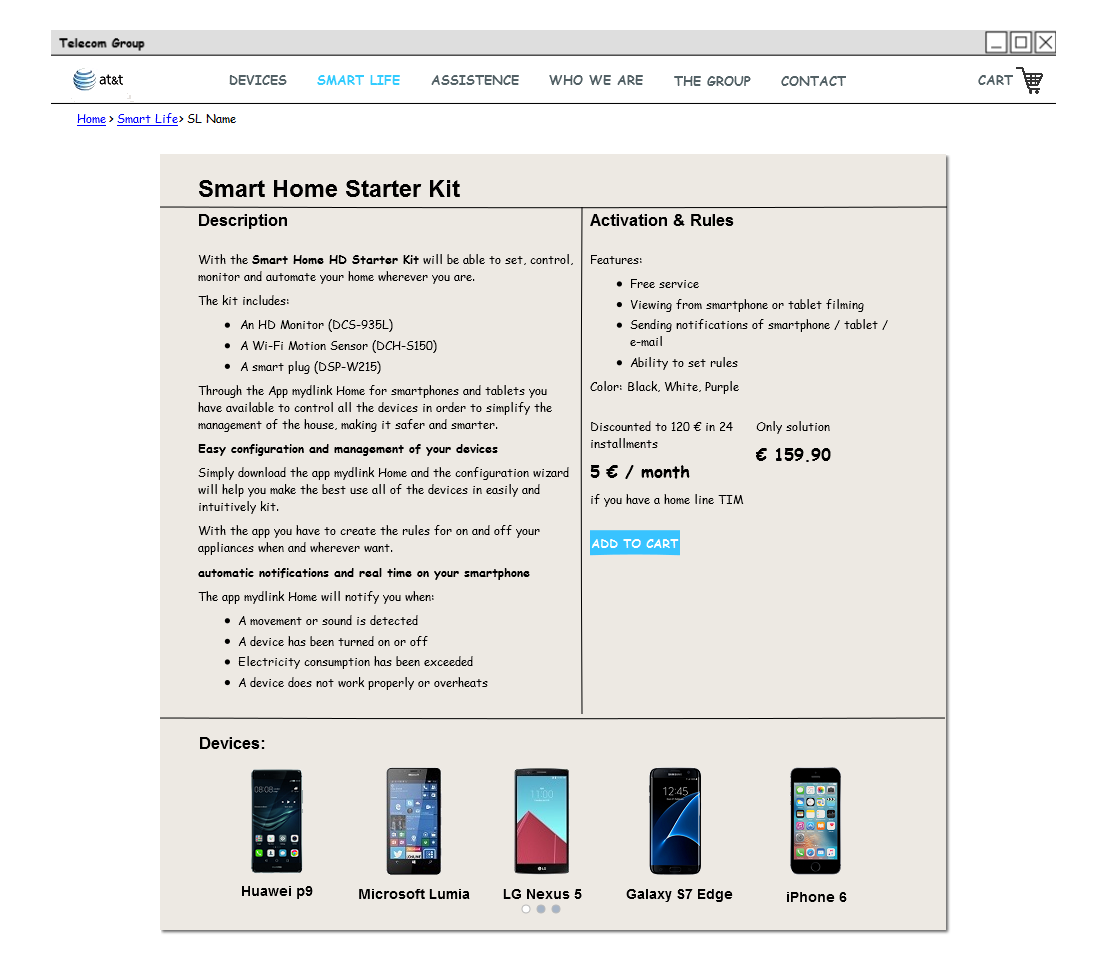 Telecom Group
at&t
DEVICES
SMART LIFE
ASSISTENCE
WHO WE ARE
THE GROUP
CONTACT
CART
Home > Smart Life> SL Name
Smart Home Starter Kit
Description
With the Smart Home HD Starter Kit will be able to set, control,
monitor and automate your home wherever you are.
The kit includes:
• An HD Monitor (DCS-935L)
• A Wi-Fi Motion Sensor (DCH-S150)
• A smart plug (DSP-W215)
Through the App mydlink Home for smartphones and tablets you
have available to control all the devices in order to simplify the
management of the house, making it safer and smarter.
Easy configuration and management of your devices
Simply download the app mydlink Home and the configuration wizard
will help you make the best use all of the devices in easily and
intuitively kit.
With the app you have to create the rules for on and off your
appliances when and wherever want.
automatic notifications and real time on your smartphone
The app mydlink Home will notify you when:
• A movement or sound is detected
• A device has been turned on or off
• Electricity consumption has been exceeded
• A device does not work properly or overheats
Activation & Rules
Features:
• Free service
• Viewing from smartphone or tablet filming
• Sending notifications of smartphone / tablet /
e-mail
• Ability to set rules
Color: Black, White, Purple
Discounted to 120 € in 24
installments
5 € / month
if you have a home line TIM
Only solution
€ 159.90
ADD TO CART
Devices:
08:08
11:00
12:45
Huawei p9
Microsoft Lumia
LG Nexus 5
Galaxy S7 Edge
iPhone 6